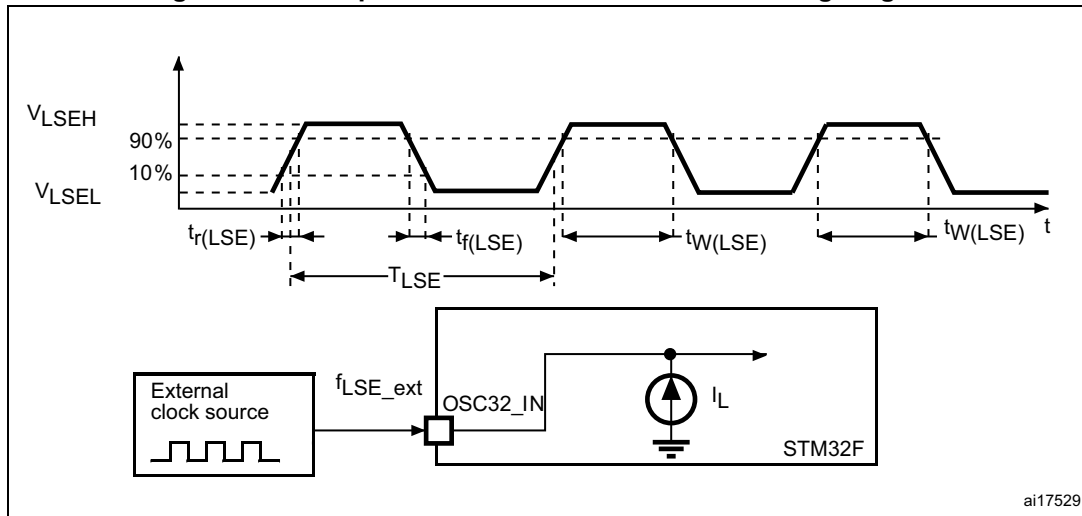 V_LSEH
90%
10%
V_LSEL
t_r(LSE)
t_f(LSE)
t_W(LSE)
t_W(LSE)
t
T_LSE
External
clock source
f_LSE_ext
OSC32_IN
I_L
STM32F
ai17529